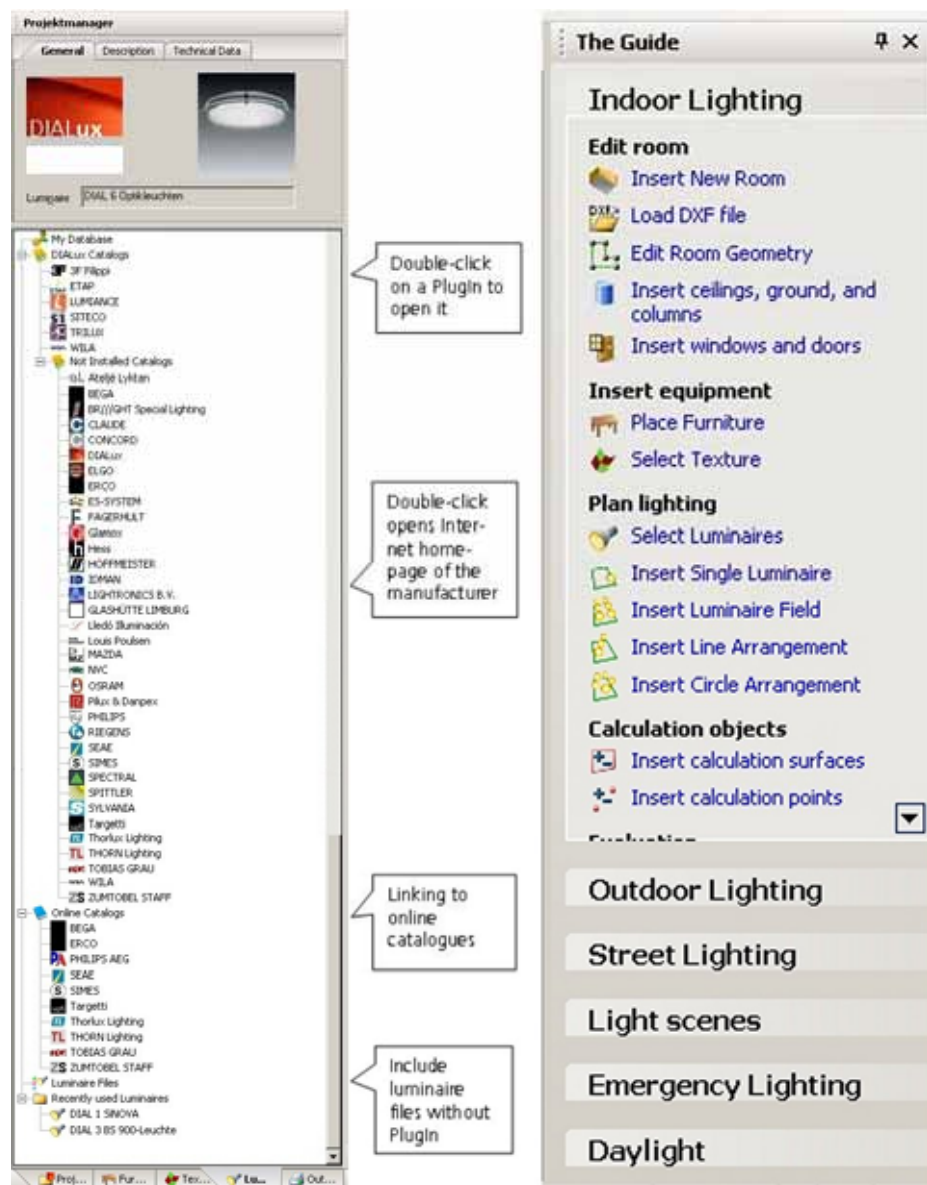 Projektmanager
General
Description
Technical Data
DIALux
Luminaire
DIAL 6 Optikleuchten
My Database
DIALux Catalogs
3F Filippi
ETAP
LUMIANCE
SITECO
TRILUX
WILA
Not Installed Catalogs
Ateljé Lyktan
BEGA
BR///GHT Special Lighting
CLAUDE
CONCORD
DIALux
ELGO
ERCO
ES-SYSTEM
FAGERHULT
Glamox
Hess
HOFFMEISTER
IDMAN
LIGHTRONICS B.V.
GLASHÜTTE LIMBURG
Lledó Iluminación
Louis Poulsen
MAZDA
NVC
OSRAM
Pilux & Danpex
PHILIPS
RIEGENS
SEAE
SIMES
SPECTRAL
SPITTLER
SYLVANIA
Targetti
Thorlux Lighting
THORN Lighting
TOBIAS GRAU
WILA
ZUMTOBEL STAFF
Online Catalogs
BEGA
ERCO
PHILIPS AEG
SEAE
SIMES
Targetti
Thorlux Lighting
THORN Lighting
TOBIAS GRAU
ZUMTOBEL STAFF
Luminaire Files
Recently used Luminaires
DIAL 1 SINOVA
DIAL 3 BS 900-Leuchte
Proj...
Fur...
Tex...
Lu...
Out...
Double-click
on a PlugIn to
open it
Double-click
opens Inter-
net home-
page of the
manufacturer
Linking to
online
catalogues
Include
luminaire
files without
PlugIn
The Guide
Indoor Lighting
Edit room
Insert New Room
Load DXF file
Edit Room Geometry
Insert ceilings, ground, and
columns
Insert windows and doors
Insert equipment
Place Furniture
Select Texture
Plan lighting
Select Luminaires
Insert Single Luminaire
Insert Luminaire Field
Insert Line Arrangement
Insert Circle Arrangement
Calculation objects
Insert calculation surfaces
Insert calculation points
Outdoor Lighting
Street Lighting
Light scenes
Emergency Lighting
Daylight